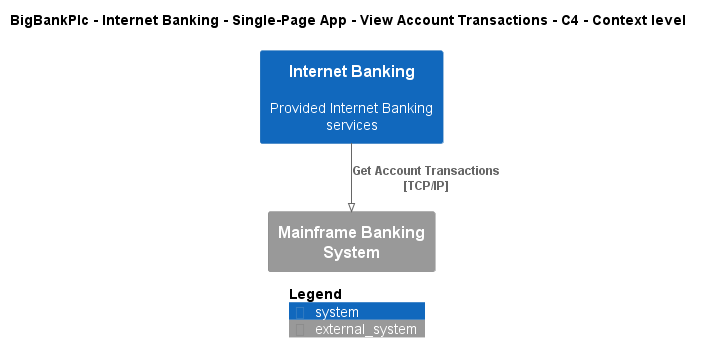 BigBankPlc - Internet Banking - Single-Page App - View Account Transactions - C4 - Context level
Internet Banking
Provided Internet Banking
services
Get Account Transactions
[TCP/IP]
Mainframe Banking
System
Legend
system
external_system